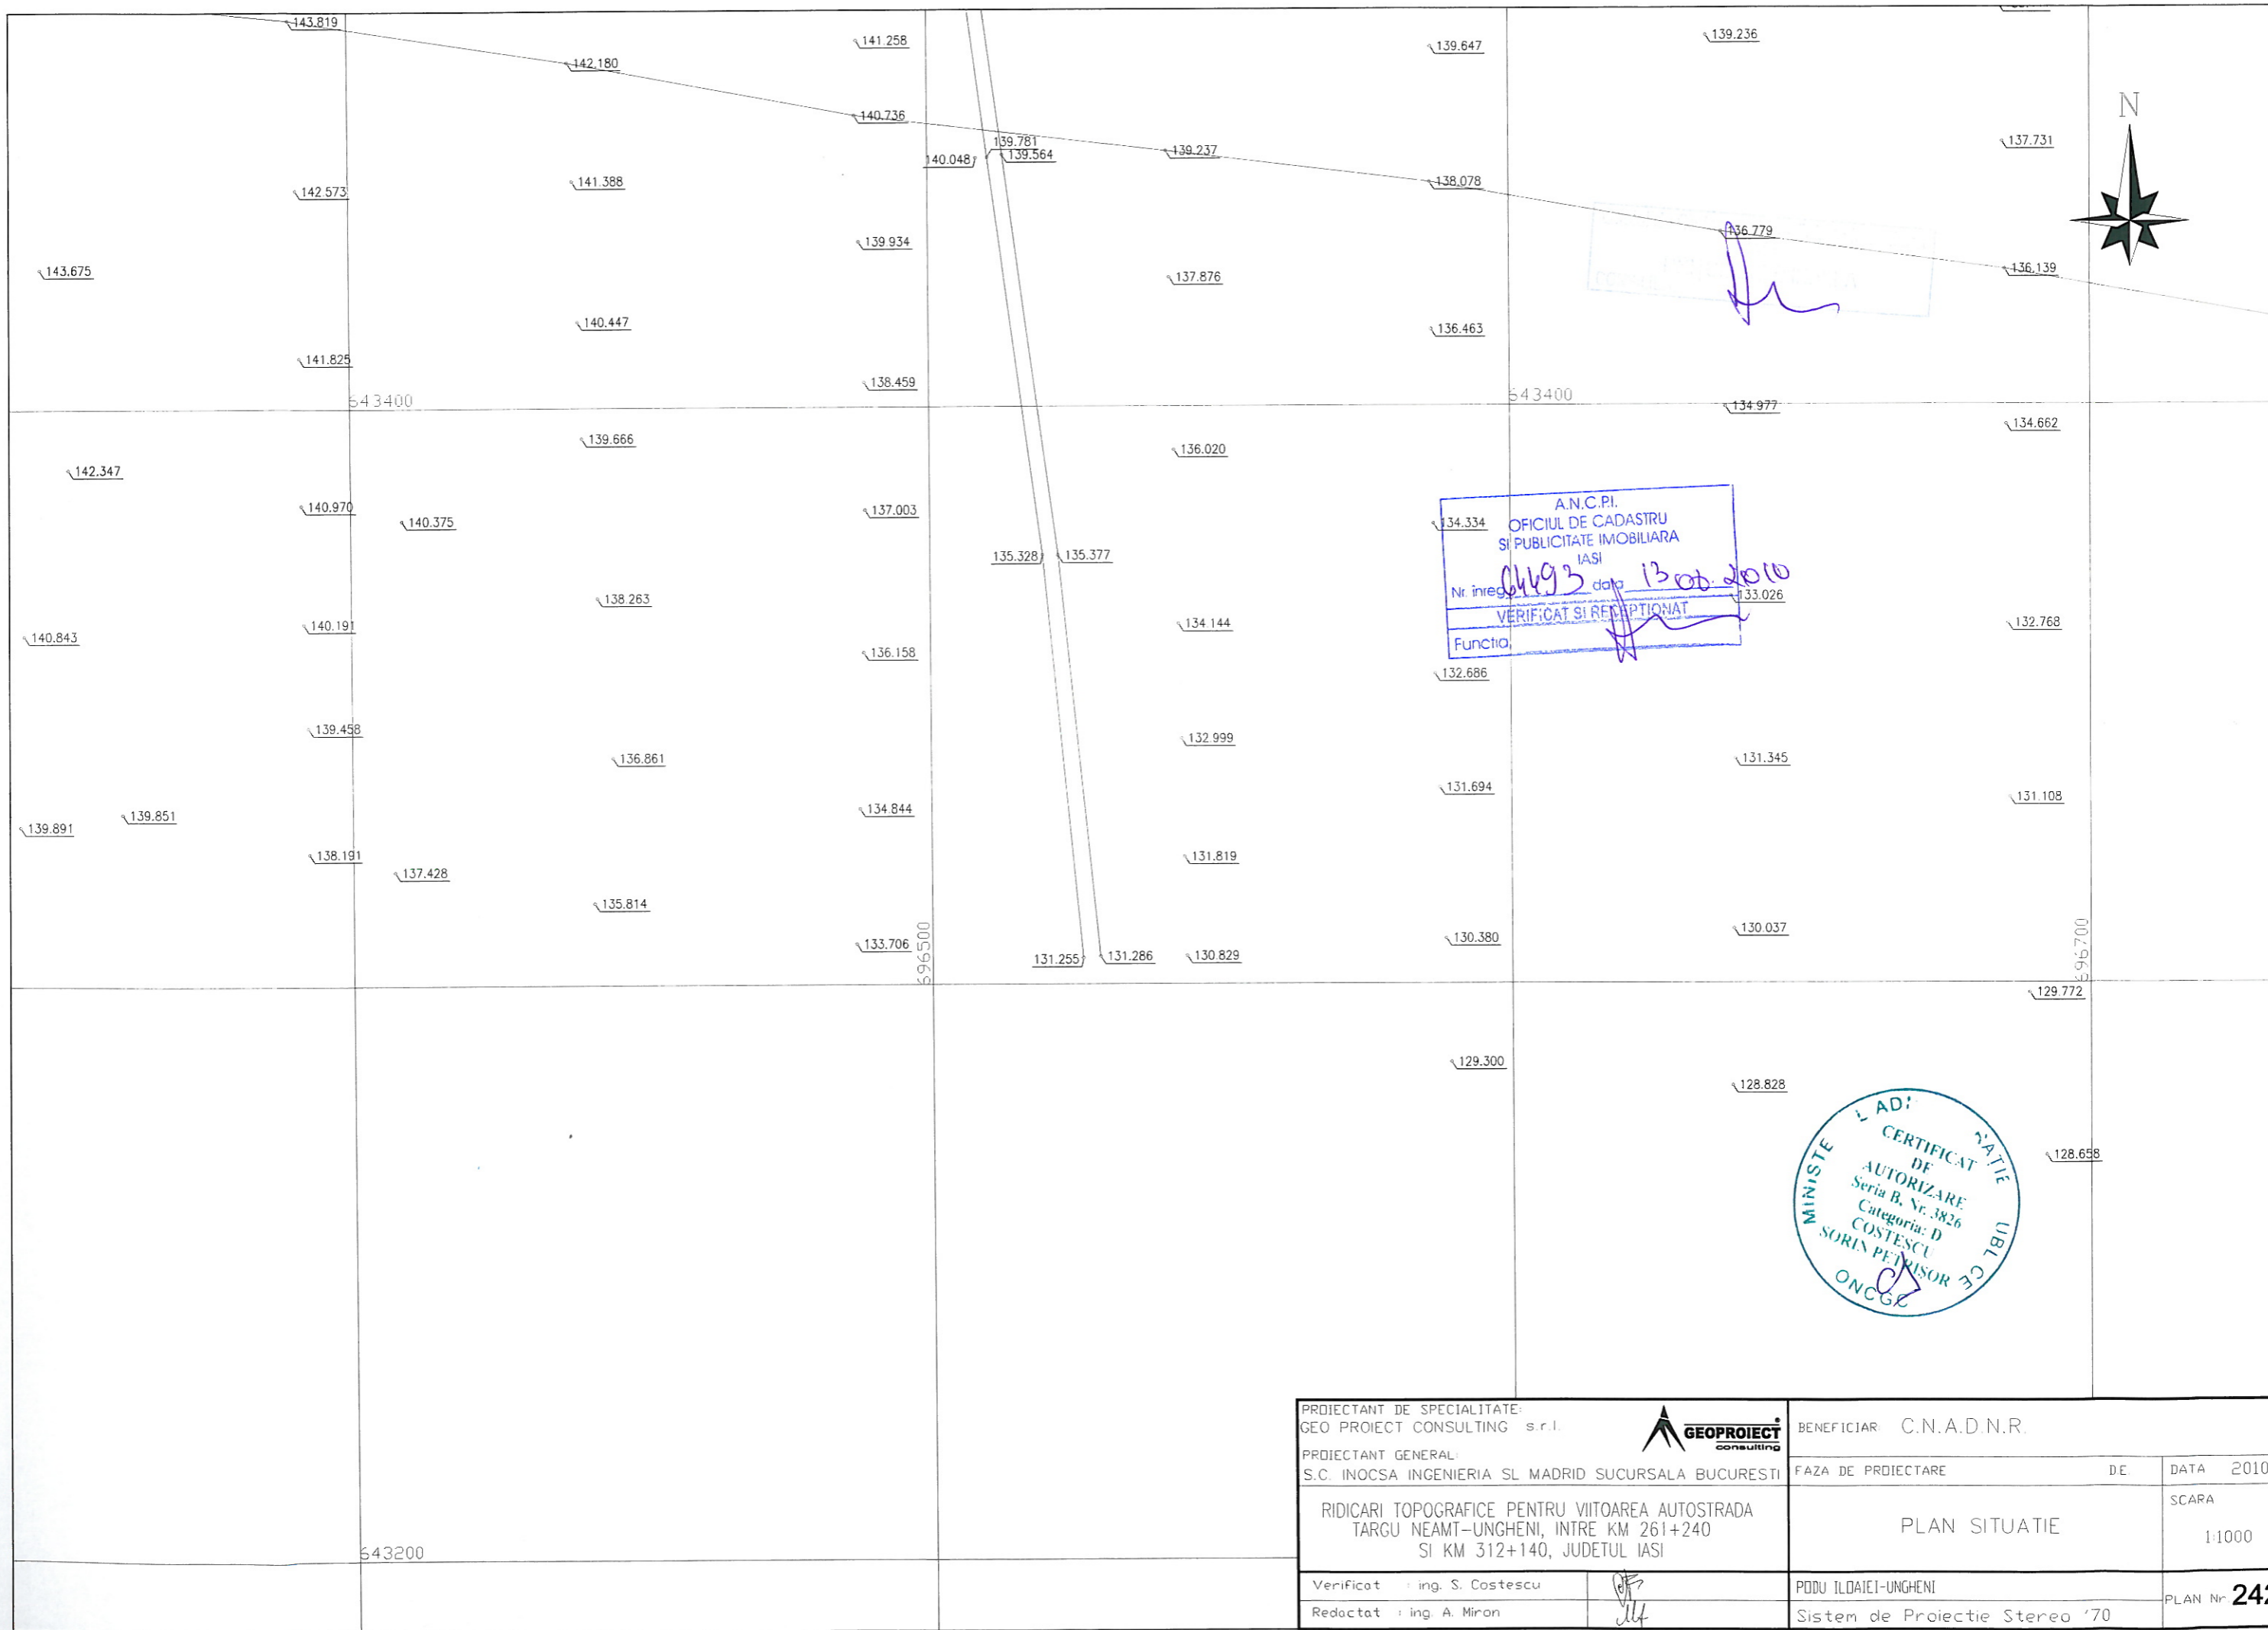 143.819
142.180
141.258
139.647
139.236
140.736
139.781
140.048
139.564
139.237
138.078
137.731
N
142.573
141.388
139.934
136.779
136.139
143.675
137.876
140.447
136.463
141.825
138.459
643400
643400
134.977
134.662
139.666
136.020
142.347
140.970
140.375
137.003
134.334
A.N.C.P.I.
OFICIUL DE CADASTRU
SI PUBLICITATE IMOBILIARA
IASI
Nr. inreg 64493 data 13 oct. 2010
VERIFICAT SI RECEPTIONAT
Functia,
135.328
135.377
138.263
133.026
140.843
140.191
136.158
134.144
132.768
132.686
139.458
136.861
132.999
131.345
131.694
131.108
139.891
139.851
134.844
138.191
137.428
131.819
135.814
133.706
696500
131.255
131.286
130.829
130.380
130.037
696700
129.772
129.300
128.828
128.658
CERTIFICAT
DE
AUTORIZARE
Seria B, Nr. 3826
Categoria: D
COSTESCU
SORIN PETRISOR
ONCGC
643200
PROIECTANT DE SPECIALITATE:
GEO PROIECT CONSULTING s.r.l.
GEOPROIECT
consulting
PROIECTANT GENERAL:
S.C. INOCSA INGENIERIA SL MADRID SUCURSALA BUCURESTI
BENEFICIAR: C.N.A.D.N.R.
FAZA DE PROIECTARE D.E.
DATA 2010
RIDICARI TOPOGRAFICE PENTRU VIITOAREA AUTOSTRADA
TARGU NEAMT-UNGHENI, INTRE KM 261+240
SI KM 312+140, JUDETUL IASI
PLAN SITUATIE
SCARA
1:1000
Verificat : ing. S. Costescu
Redactat : ing. A. Miron
PODU ILOAIEI-UNGHENI
Sistem de Proiectie Stereo '70
PLAN Nr 242